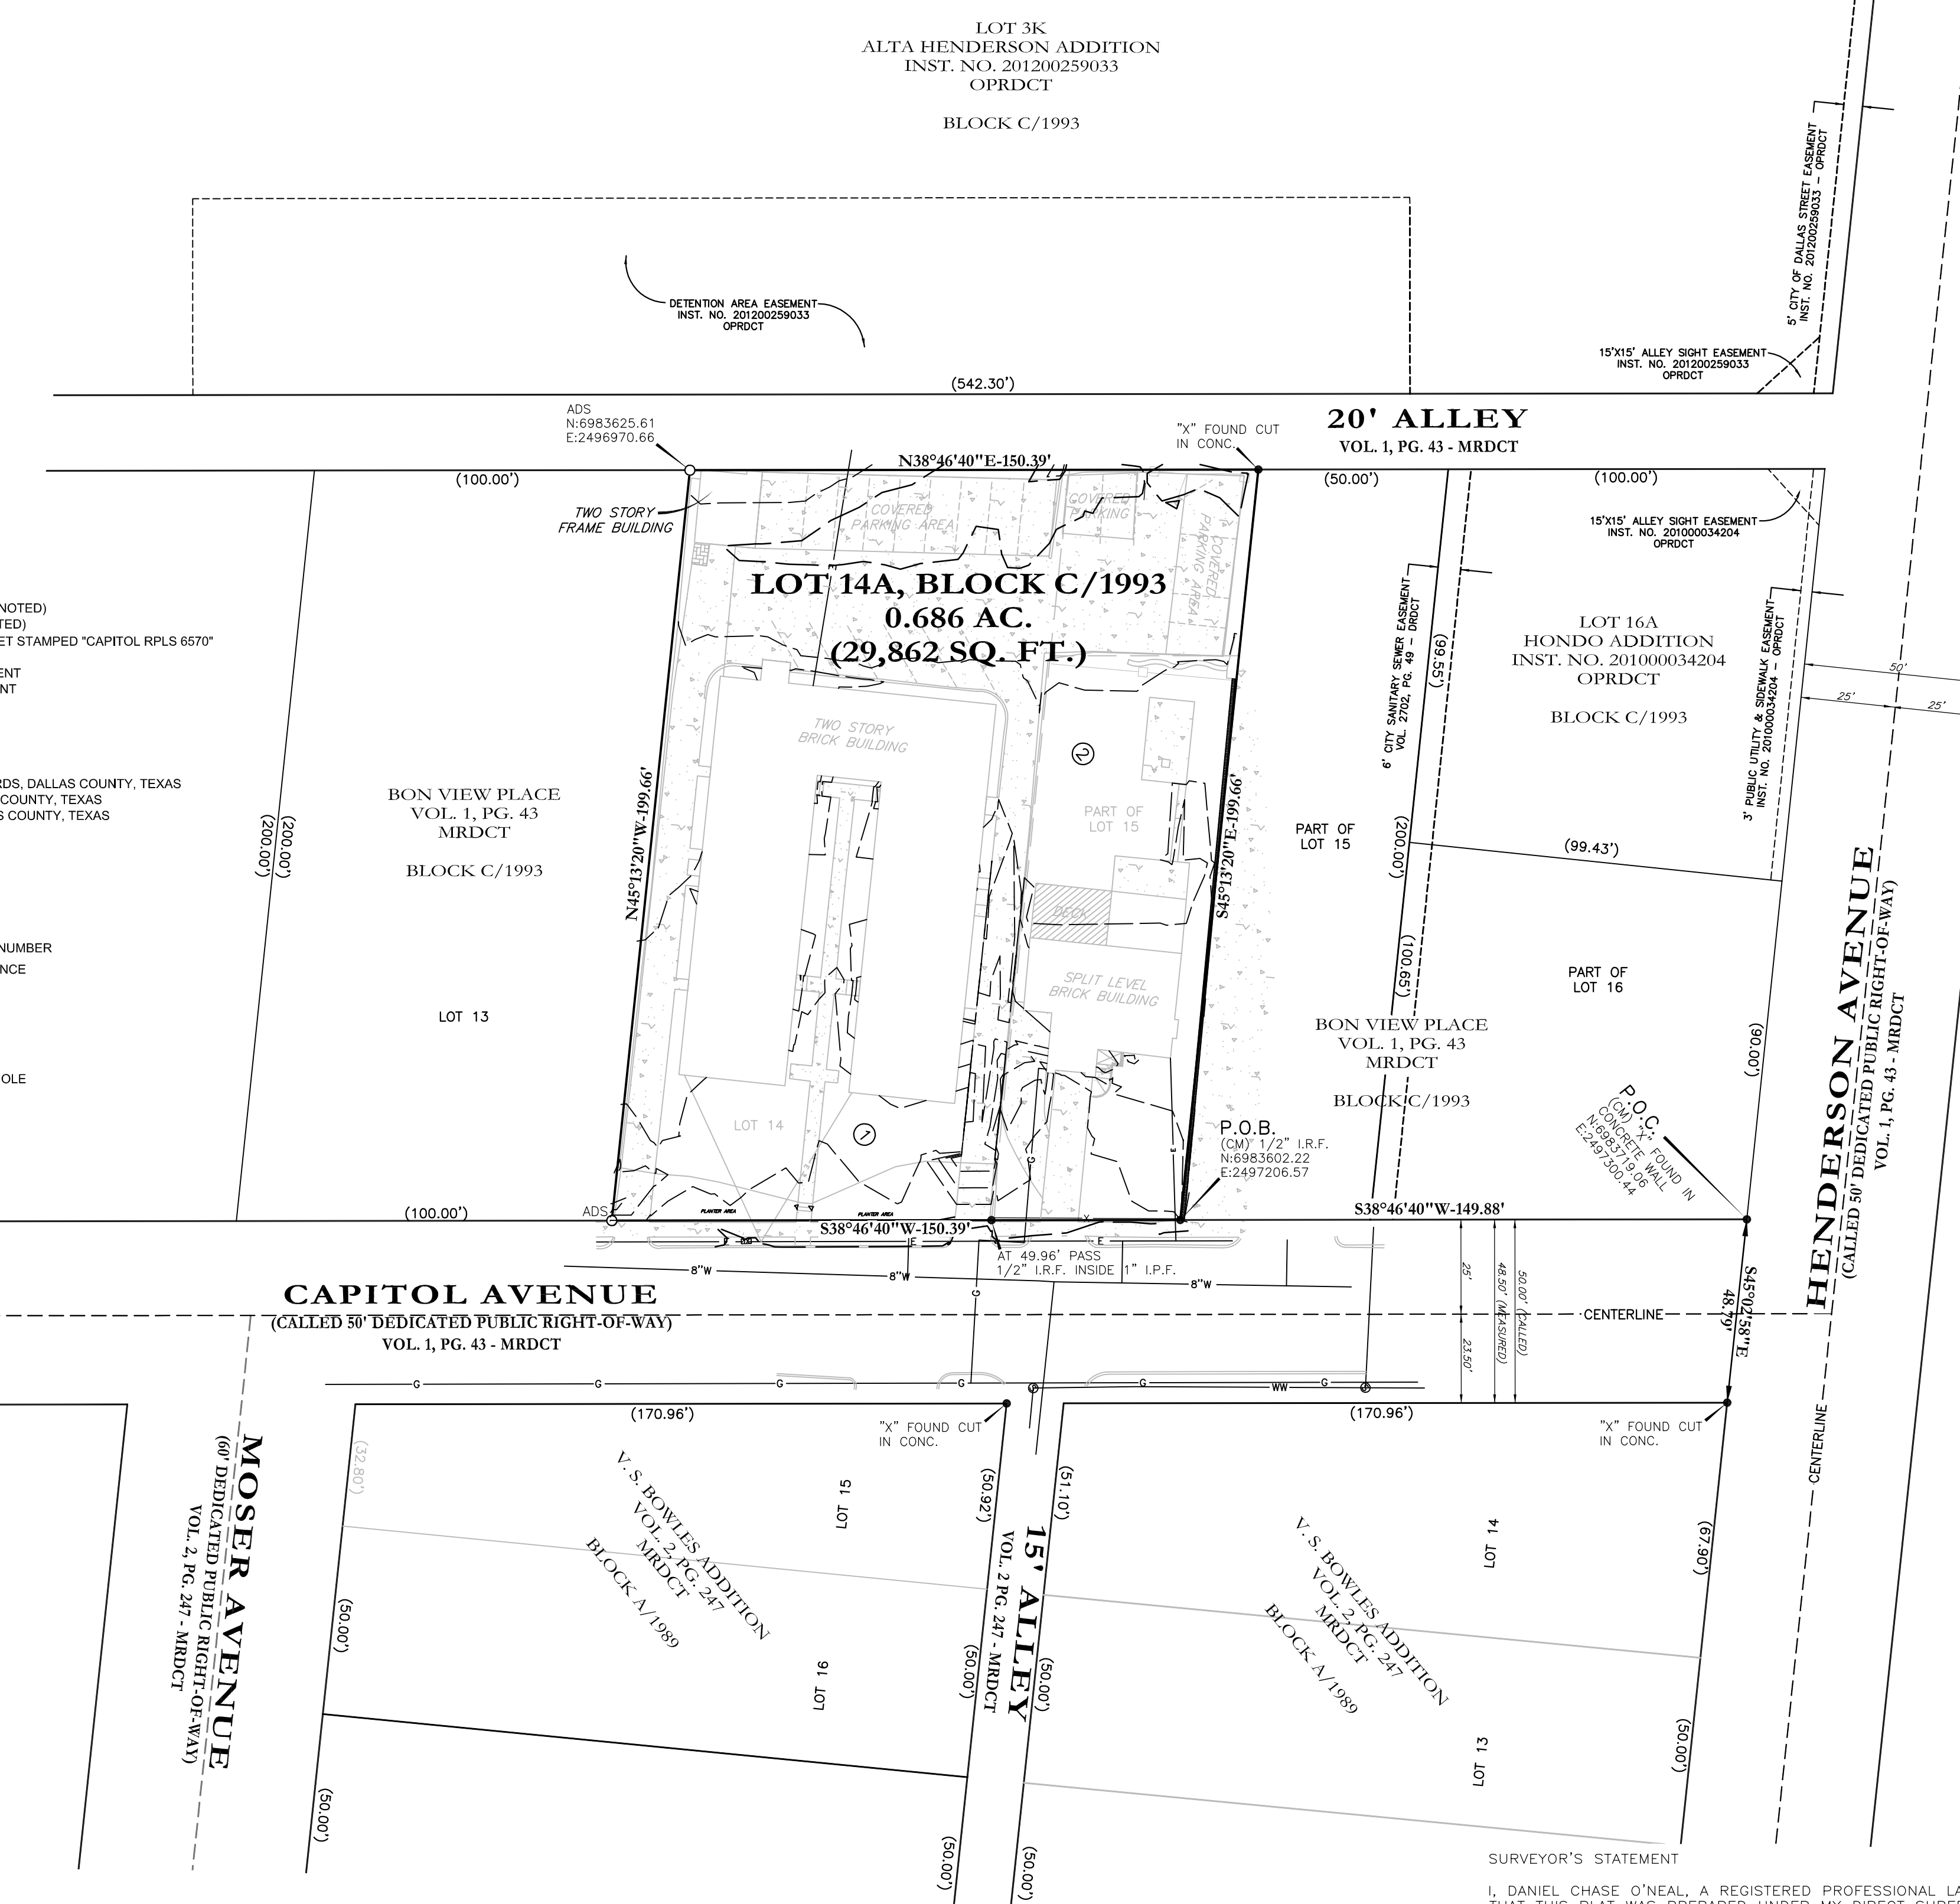 LOT 3K
ALTA HENDERSON ADDITION
INST. NO. 201200259033
OPRDCT
BLOCK C/1993
5' CITY OF DALLAS STREET EASEMENT
INST. NO. 201200259033 - OPRDCT
DETENTION AREA EASEMENT
INST. NO. 201200259033
OPRDCT
15'X15' ALLEY SIGHT EASEMENT
INST. NO. 201200259033
OPRDCT
(542.30')
ADS
N:6983625.61
E:2496970.66
"X" FOUND CUT
IN CONC.
20' ALLEY
VOL. 1, PG. 43 - MRDCT
(100.00')
N38°46'40"E-150.39'
(50.00')
(100.00')
TWO STORY
FRAME BUILDING
COVERED
PARKING AREA
COVERED
PARKING
COVERED
PARKING AREA
15'X15' ALLEY SIGHT EASEMENT
INST. NO. 201000034204
OPRDCT
LOT 14A, BLOCK C/1993
0.686 AC.
(29,862 SQ. FT.)
NOTED)
TED)
ET STAMPED "CAPITOL RPLS 6570"
ENT
NT
RDS, DALLAS COUNTY, TEXAS
COUNTY, TEXAS
S COUNTY, TEXAS
NUMBER
NCE
OLE
6' CITY SANITARY SEWER EASEMENT
VOL. 2702, PG. 49 - DRDCT
(99.55')
LOT 16A
HONDO ADDITION
INST. NO. 201000034204
OPRDCT
BLOCK C/1993
3' PUBLIC UTILITY & SIDEWALK EASEMENT
INST. NO. 201000034204 - OPRDCT
50'
25'
25'
TWO STORY
BRICK BUILDING
2
N45°13'20"W-199.66'
S45°13'20"E-199.66'
BON VIEW PLACE
VOL. 1, PG. 43
MRDCT
BLOCK C/1993
LOT 13
(200.00')
(200.00')
PART OF
LOT 15
PART OF
LOT 15
(200.00')
(99.43')
DECK
SPLIT LEVEL
BRICK BUILDING
(100.65')
PART OF
LOT 16
BON VIEW PLACE
VOL. 1, PG. 43
MRDCT
BLOCK C/1993
(90.00')
HENDERSON AVENUE
(CALLED 50' DEDICATED PUBLIC RIGHT-OF-WAY)
VOL. 1, PG. 43 - MRDCT
LOT 14
1
P.O.B.
(CM) 1/2" I.R.F.
N:6983602.22
E:2497206.57
P.O.C.
(CM) "X" FOUND IN
CONCRETE WALL
N:6983719.06
E:2497300.44
(100.00')
ADS
PLANTER AREA
PLANTER AREA
S38°46'40"W-150.39'
S38°46'40"W-149.88'
G
E
X
E
E
E
AT 49.96' PASS
1/2" I.R.F. INSIDE 1" I.P.F.
8"W
8"W
8"W
G
CAPITOL AVENUE
(CALLED 50' DEDICATED PUBLIC RIGHT-OF-WAY)
VOL. 1, PG. 43 - MRDCT
25'
23.50'
48.50' (MEASURED)
50.00' (CALLED)
CENTERLINE
S45°02'58"E
48.79'
G
G
G
G
G
G
WW
(170.96')
"X" FOUND CUT
IN CONC.
(170.96')
"X" FOUND CUT
IN CONC.
CENTERLINE
MOSER AVENUE
(60' DEDICATED PUBLIC RIGHT-OF-WAY)
VOL. 2, PG. 247 - MRDCT
(32.80')
V. S. BOWLES ADDITION
VOL. 2, PG. 247
MRDCT
BLOCK A/1989
LOT 15
(50.92')
(51.10')
15' ALLEY
VOL. 2 PG. 247 - MRDCT
V. S. BOWLES ADDITION
VOL. 2, PG. 247
MRDCT
BLOCK A/1989
LOT 14
(67.90')
(50.00')
LOT 16
(50.00')
(50.00')
LOT 13
(50.00')
(50.00')
(50.00')
(50.00')
SURVEYOR'S STATEMENT
I, DANIEL CHASE O'NEAL, A REGISTERED PROFESSIONAL LA